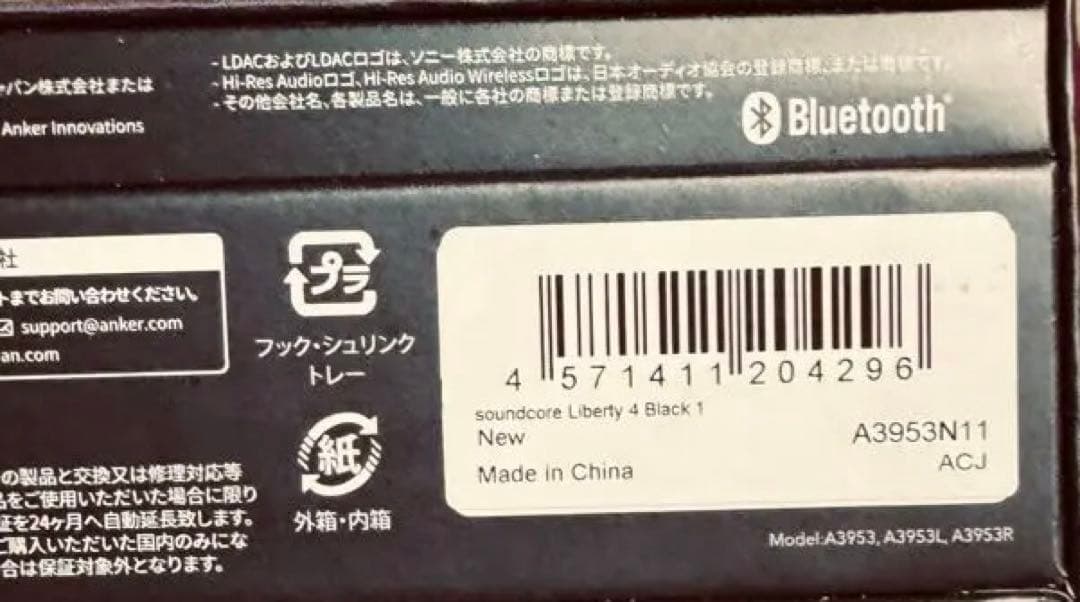 -LDACおよびLDACロゴは、ソニー株式会社の商標です。
-Hi-Res Audioロゴ、Hi-Res Audio Wirelessロゴは、日本オーディオ協会の登録商標、または商標です。
-その他会社名、各製品名は、一般に各社の商標または登録商標です。
パン株式会社または
Anker Innovations
Bluetooth®
社
トまでお問い合わせください。
support@anker.com
an.com
プラ
フック・シュリンク
トレー
紙
外箱・内箱
の製品と交換又は修理対応等
品をご使用いただいた場合に限り
証を24ヶ月へ自動延長致します。
ご購入いただいた国内のみにな
合は保証対象外となります。
4 571411 204296
soundcore Liberty 4 Black 1
New
A3953N11
Made in China
ACJ
Model:A3953, A3953L, A3953R